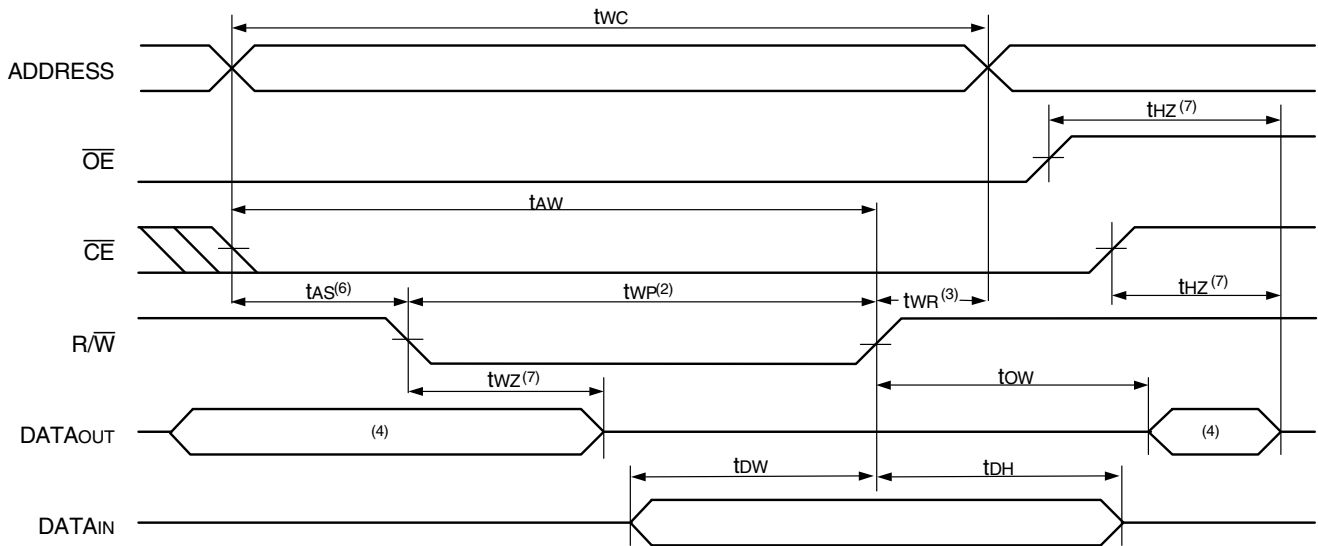 tWC
ADDRESS
tHZ(7)
OE
tAW
CE
tAS(6)
tWP(2)
tWR(3)
tHZ(7)
R/W
tWZ(7)
tOW
DATAOUT
(4)
(4)
tDW
tDH
DATAIN